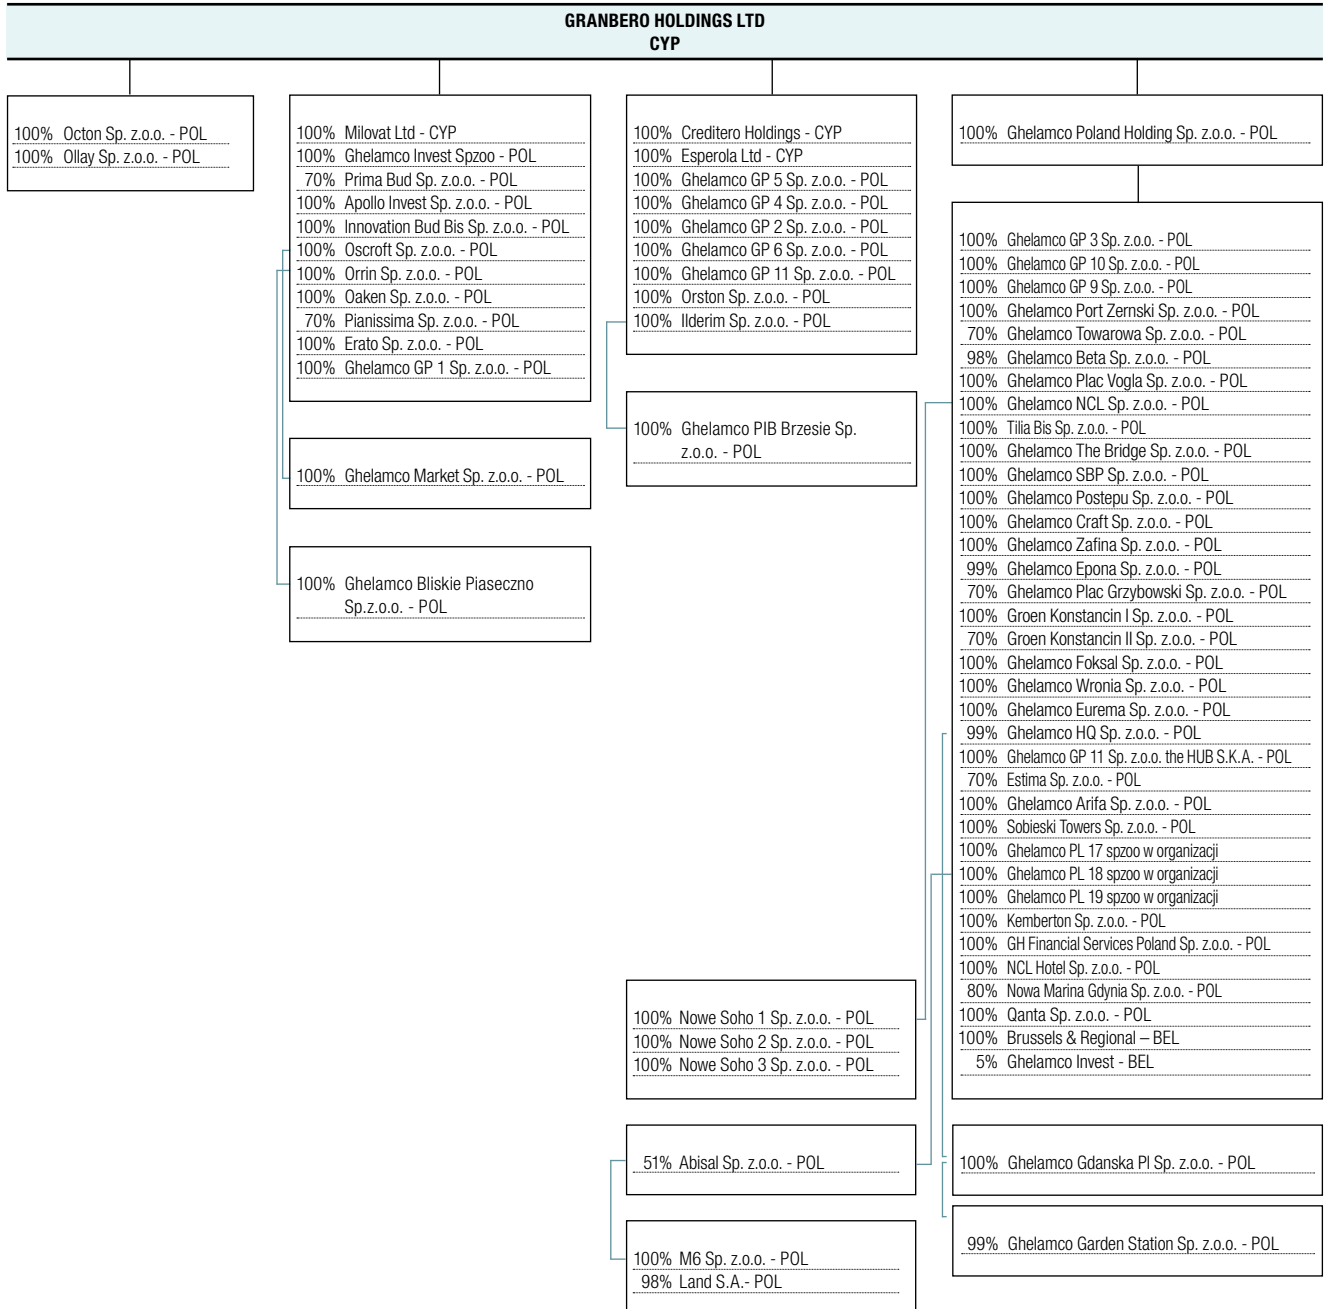 GRANBERO HOLDINGS LTD
CYP
100% Octon Sp. z.o.o. - POL
100% Ollay Sp. z.o.o. - POL
100% Milovat Ltd - CYP
100% Ghelamco Invest Spzoo - POL
70% Prima Bud Sp. z.o.o. - POL
100% Apollo Invest Sp. z.o.o. - POL
100% Innovation Bud Bis Sp. z.o.o. - POL
100% Oscroft Sp. z.o.o. - POL
100% Orrin Sp. z.o.o. - POL
100% Oaken Sp. z.o.o. - POL
70% Pianissima Sp. z.o.o. - POL
100% Erato Sp. z.o.o. - POL
100% Ghelamco GP 1 Sp. z.o.o. - POL
100% Ghelamco Market Sp. z.o.o. - POL
100% Ghelamco Bliskie Piaseczno
Sp.z.o.o. - POL
100% Creditero Holdings - CYP
100% Esperola Ltd - CYP
100% Ghelamco GP 5 Sp. z.o.o. - POL
100% Ghelamco GP 4 Sp. z.o.o. - POL
100% Ghelamco GP 2 Sp. z.o.o. - POL
100% Ghelamco GP 6 Sp. z.o.o. - POL
100% Ghelamco GP 11 Sp. z.o.o. - POL
100% Orston Sp. z.o.o. - POL
100% Ilderim Sp. z.o.o. - POL
100% Ghelamco PIB Brzesie Sp.
z.o.o. - POL
100% Nowe Soho 1 Sp. z.o.o. - POL
100% Nowe Soho 2 Sp. z.o.o. - POL
100% Nowe Soho 3 Sp. z.o.o. - POL
51% Abisal Sp. z.o.o. - POL
100% M6 Sp. z.o.o. - POL
98% Land S.A.- POL
100% Ghelamco Poland Holding Sp. z.o.o. - POL
100% Ghelamco GP 3 Sp. z.o.o. - POL
100% Ghelamco GP 10 Sp. z.o.o. - POL
100% Ghelamco GP 9 Sp. z.o.o. - POL
100% Ghelamco Port Zernski Sp. z.o.o. - POL
70% Ghelamco Towarowa Sp. z.o.o. - POL
98% Ghelamco Beta Sp. z.o.o. - POL
100% Ghelamco Plac Vogla Sp. z.o.o. - POL
100% Ghelamco NCL Sp. z.o.o. - POL
100% Tilia Bis Sp. z.o.o. - POL
100% Ghelamco The Bridge Sp. z.o.o. - POL
100% Ghelamco SBP Sp. z.o.o. - POL
100% Ghelamco Postepu Sp. z.o.o. - POL
100% Ghelamco Craft Sp. z.o.o. - POL
100% Ghelamco Zafina Sp. z.o.o. - POL
99% Ghelamco Epona Sp. z.o.o. - POL
70% Ghelamco Plac Grzybowski Sp. z.o.o. - POL
100% Groen Konstancin I Sp. z.o.o. - POL
70% Groen Konstancin II Sp. z.o.o. - POL
100% Ghelamco Foksal Sp. z.o.o. - POL
100% Ghelamco Wronia Sp. z.o.o. - POL
100% Ghelamco Eurema Sp. z.o.o. - POL
99% Ghelamco HQ Sp. z.o.o. - POL
100% Ghelamco GP 11 Sp. z.o.o. the HUB S.K.A. - POL
70% Estima Sp. z.o.o. - POL
100% Ghelamco Arifa Sp. z.o.o. - POL
100% Sobieski Towers Sp. z.o.o. - POL
100% Ghelamco PL 17 spzoo w organizacji
100% Ghelamco PL 18 spzoo w organizacji
100% Ghelamco PL 19 spzoo w organizacji
100% Kemberton Sp. z.o.o. - POL
100% GH Financial Services Poland Sp. z.o.o. - POL
100% NCL Hotel Sp. z.o.o. - POL
80% Nowa Marina Gdynia Sp. z.o.o. - POL
100% Qanta Sp. z.o.o. - POL
100% Brussels & Regional – BEL
5% Ghelamco Invest - BEL
100% Ghelamco Gdanska Pl Sp. z.o.o. - POL
99% Ghelamco Garden Station Sp. z.o.o. - POL